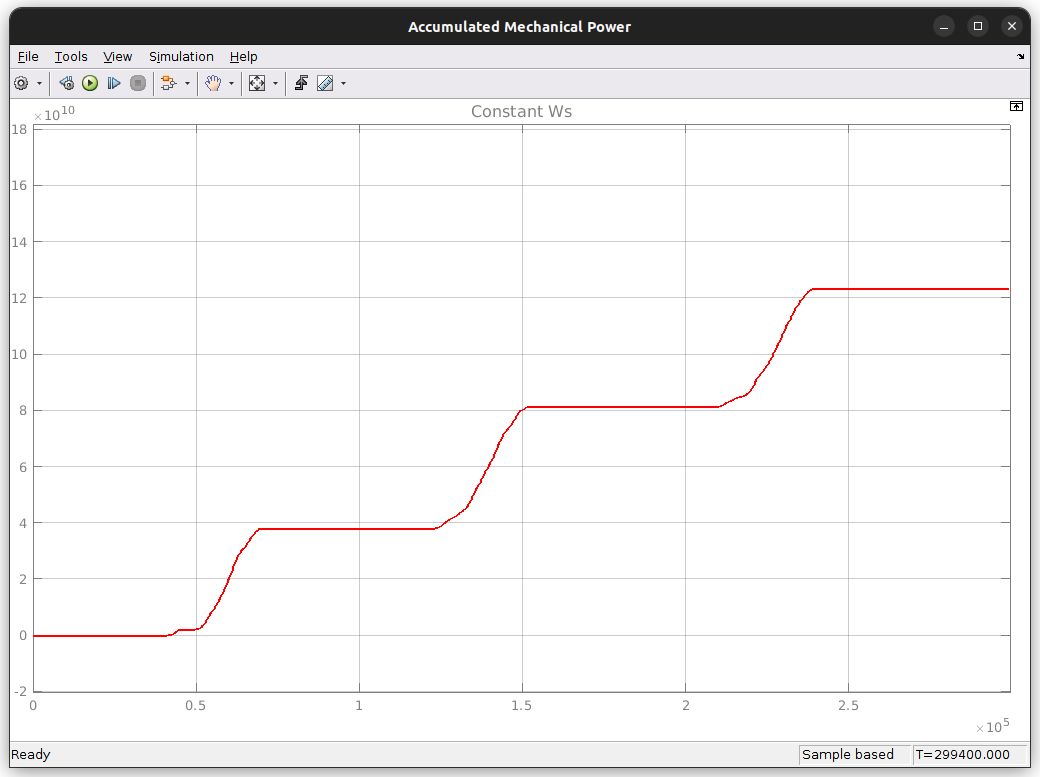 Accumulated Mechanical Power
File Tools View Simulation Help
Constant Ws
×10^10
18
16
14
12
10
8
6
4
2
0
-2
0 0.5 1 1.5 2 2.5
×10^5
Ready Sample based T=299400.000